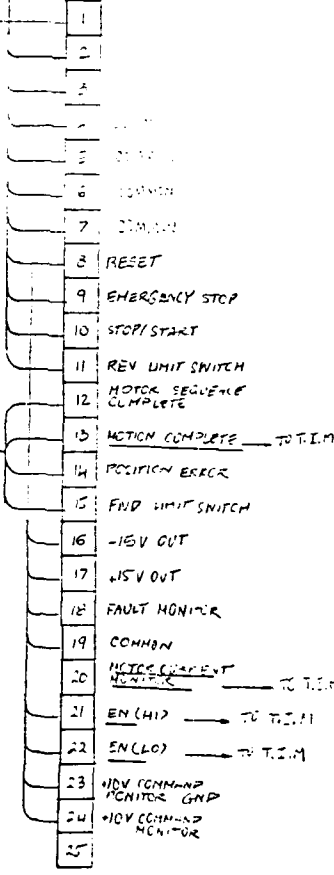 1
2
3
4
5
6 COMMON
7 COMMON
8 RESET
9 EMERGENCY STOP
10 STOP/START
11 REV LIMIT SWITCH
12 MOTOR SEQUENCE
COMPLETE
13 MOTION COMPLETE TO T.I.M
14 POSITION ERROR
15 FWD LIMIT SWITCH
16 -15V OUT
17 +15V OUT
18 FAULT MONITOR
19 COMMON
20 MOTOR CURRENT
MONITOR TO T.I.M
21 EN (HI) TO T.I.M
22 EN (LO) TO T.I.M
23 +10V COMMAND
MONITOR GND
24 +10V COMMAND
MONITOR
25